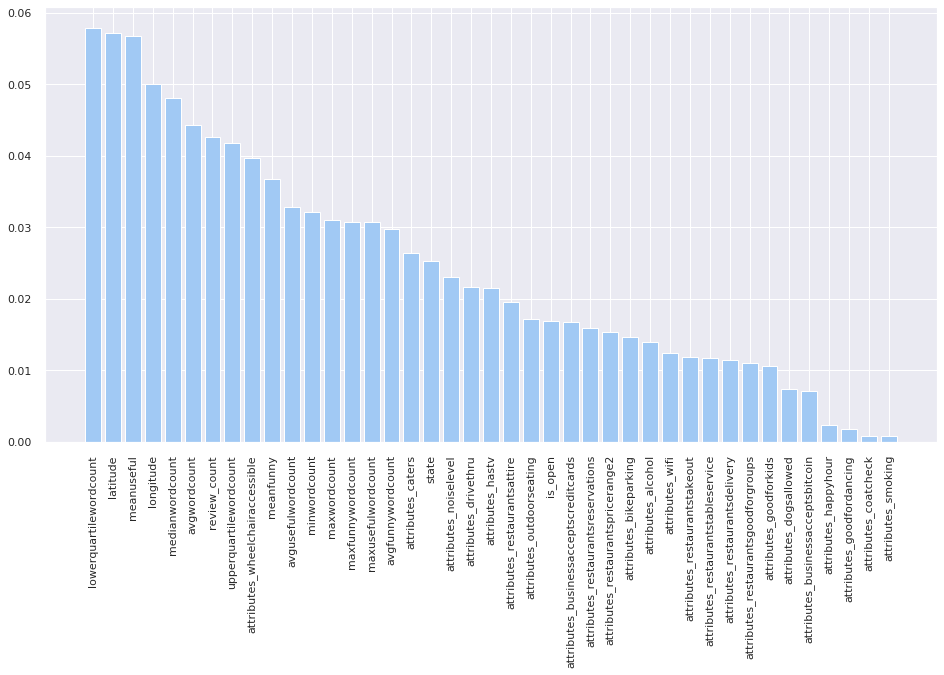 0.06
0.05
0.04
0.03
0.02
0.01
0.00
lowerquartilewordcount
latitude
meanuseful
longitude
medianwordcount
avgwordcount
review_count
upperquartilewordcount
attributes_wheelchairaccessible
meanfunny
avgusefulwordcount
minwordcount
maxwordcount
maxfunnywordcount
maxusefulwordcount
avgfunnywordcount
attributes_caters
state
attributes_noiselevel
attributes_drivethru
attributes_hastv
attributes_restaurantsattire
attributes_outdoorseating
is_open
attributes_businessacceptscreditcards
attributes_restaurantsreservations
attributes_restaurantspricerange2
attributes_bikeparking
attributes_alcohol
attributes_wifi
attributes_restaurantstakeout
attributes_restaurantstableservice
attributes_restaurantsdelivery
attributes_restaurantsgoodforgroups
attributes_goodforkids
attributes_dogsallowed
attributes_businessacceptsbitcoin
attributes_happyhour
attributes_goodfordancing
attributes_coatcheck
attributes_smoking